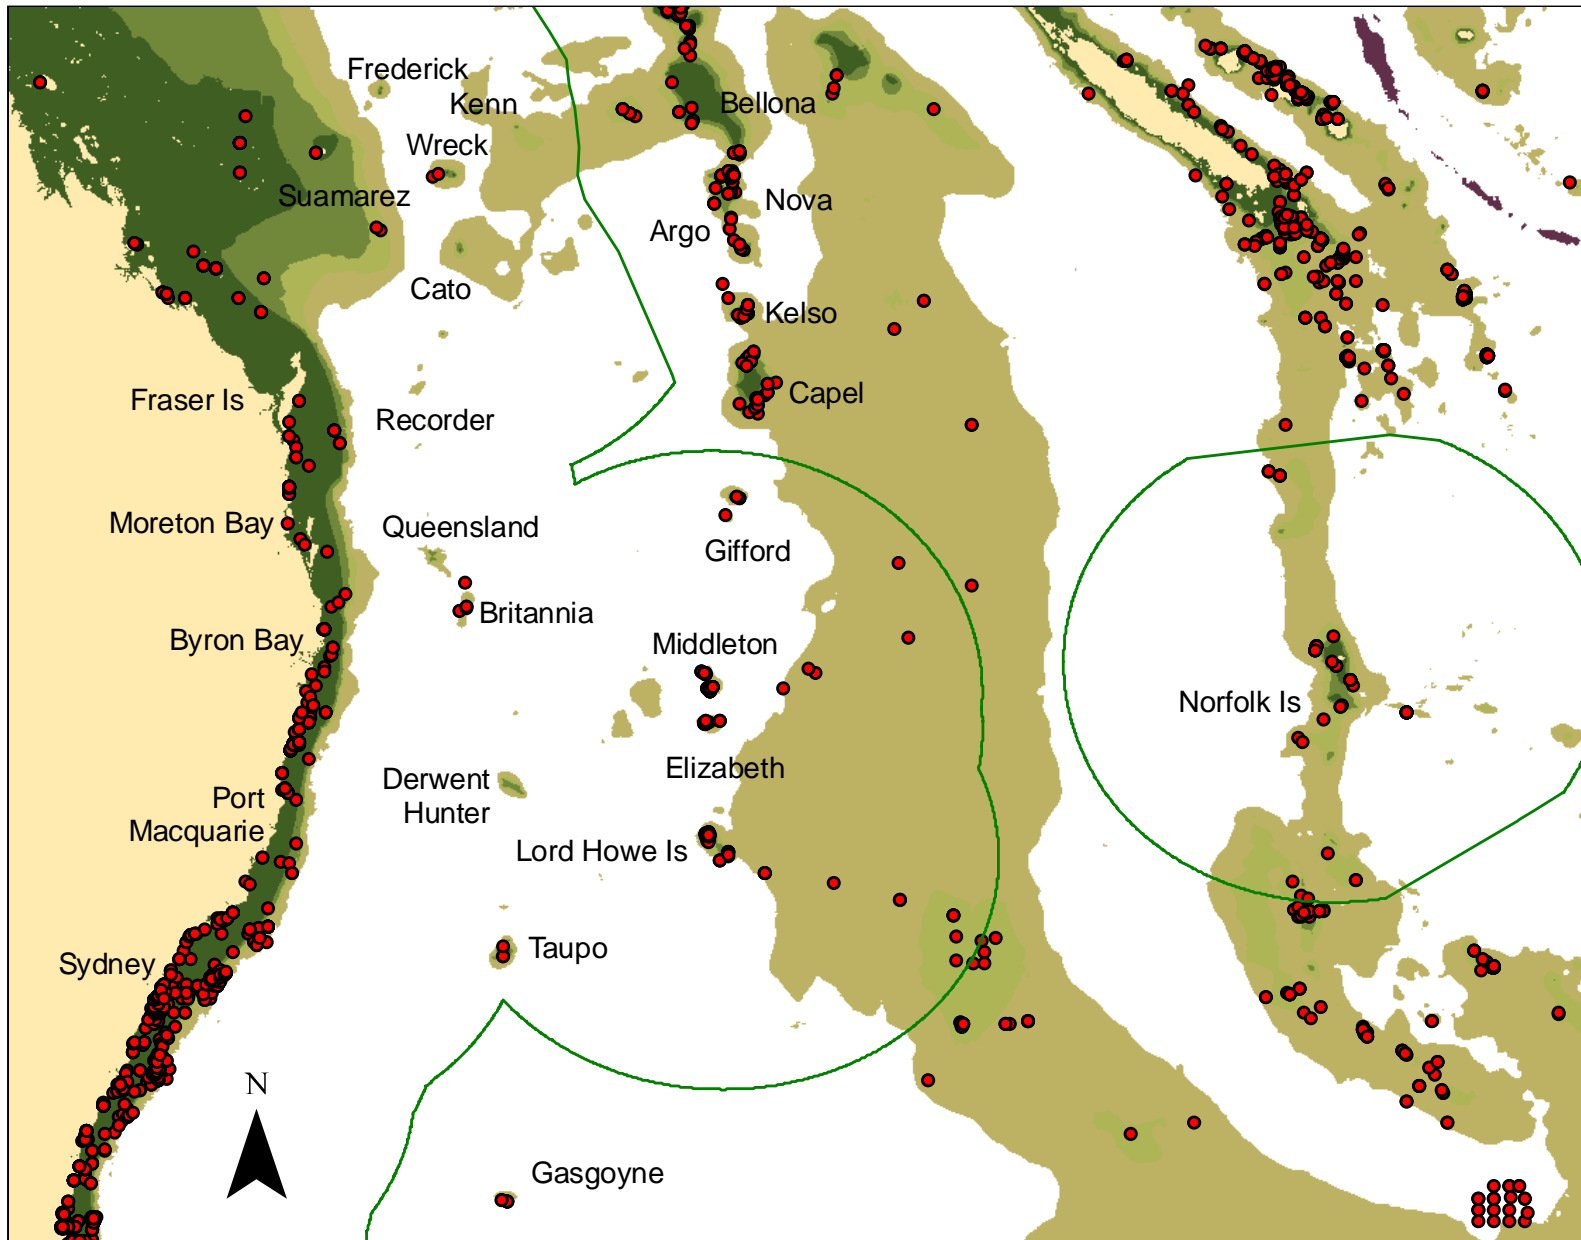 Frederick
Kenn
Bellona
Wreck
Suamarez
Nova
Argo
Cato
Kelso
Fraser Is
Capel
Recorder
Moreton Bay
Queensland
Gifford
Britannia
Byron Bay
Middleton
Norfolk Is
Elizabeth
Derwent
Hunter
Port
Macquarie
Lord Howe Is
Taupo
Sydney
N
Gasgoyne